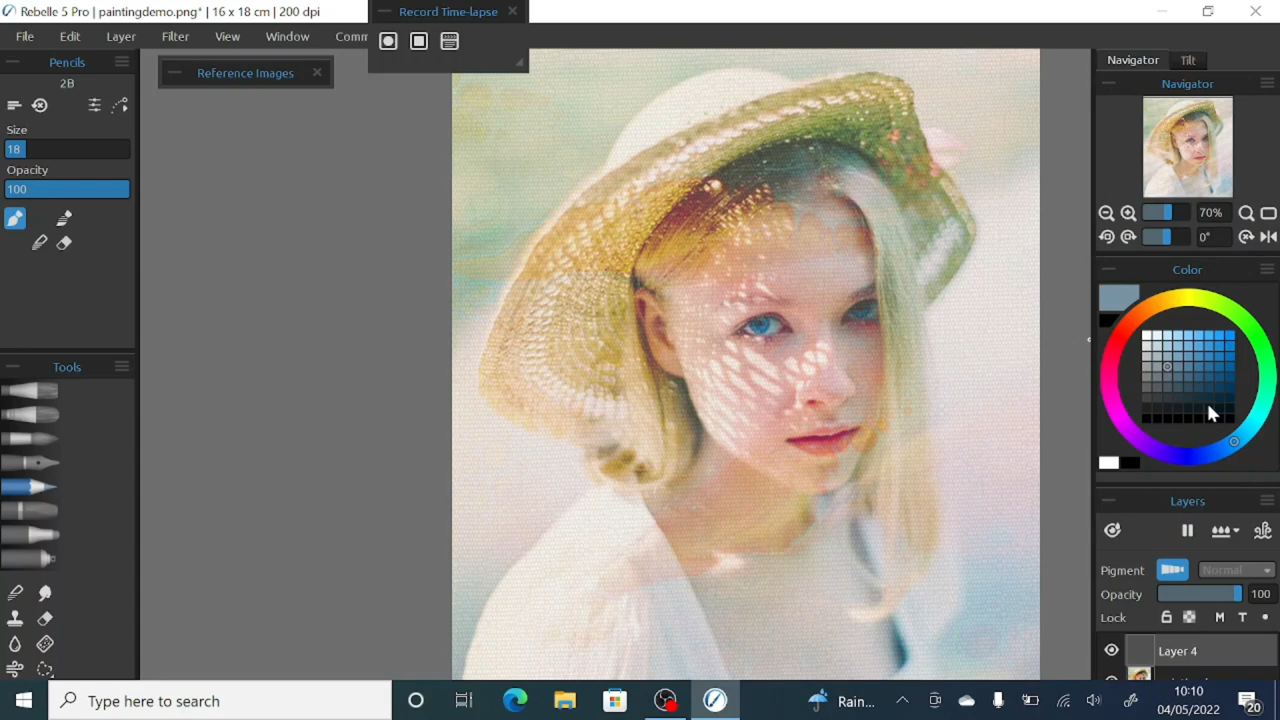 Rebelle 5 Pro | paintingdemo.png* | 16 x 18 cm | 200 dpi
Record Time-lapse
File Edit Layer Filter View Window Comm
Pencils
2B
Size
18
Opacity
100
Reference Images
Tools
Navigator Tilt
Navigator
70%
0°
Color
Layers
Pigment Normal
Opacity 100
Lock M T
Layer 4
Type here to search
Rain...
10:10
04/05/2022
20